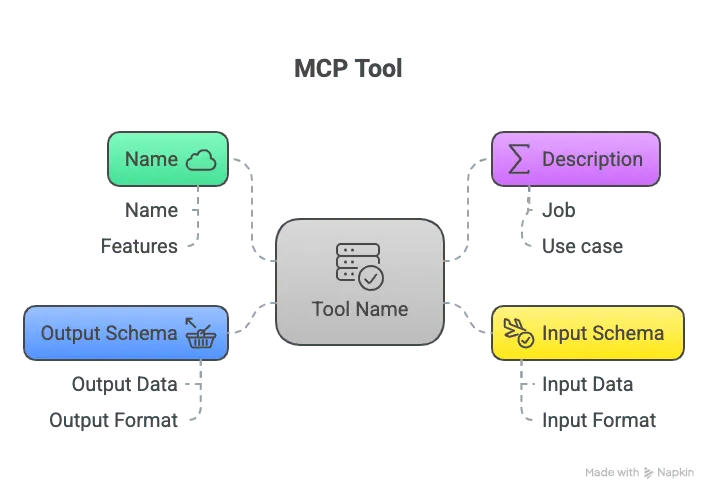 MCP Tool
Name
Name
Features
Description
Job
Use case
Tool Name
Output Schema
Output Data
Output Format
Input Schema
Input Data
Input Format
Made with Napkin